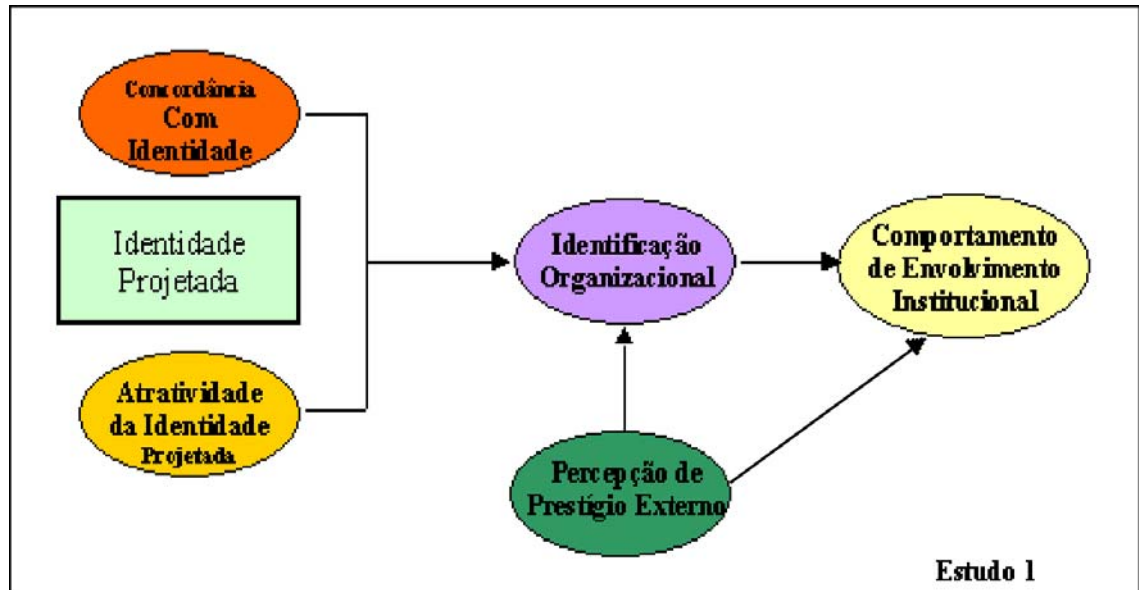 Concordância
Com
Identidade
Identidade
Projetada
Atratividade
da Identidade
Projetada
Identificação
Organizacional
Percepção de
Prestígio Externo
Comportamento
de Envolvimento
Institucional
Estudo 1